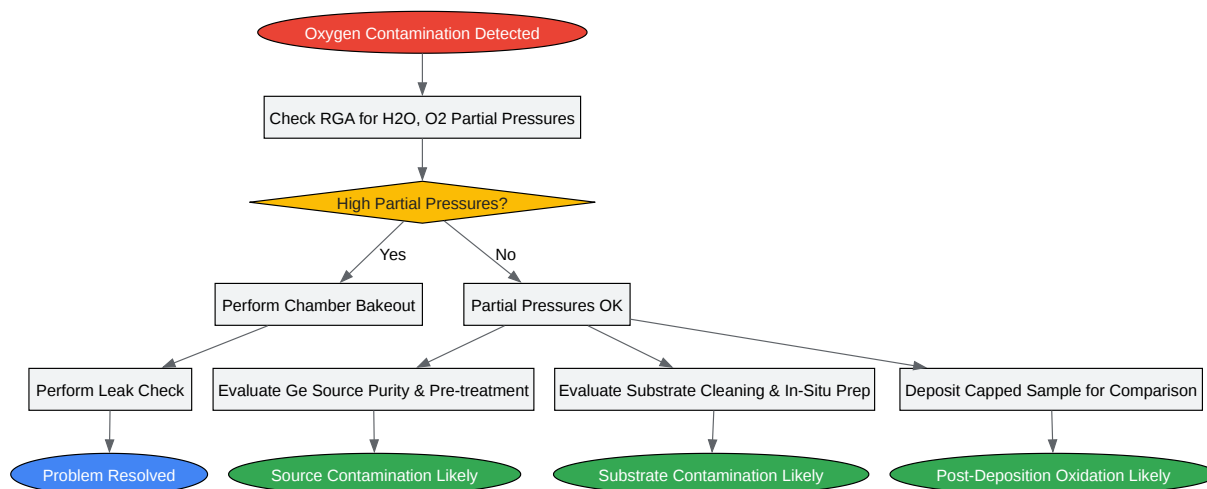 Oxygen Contamination Detected
Check RGA for H2O, O2 Partial Pressures
High Partial Pressures?
Yes
No
Perform Chamber Bakeout
Partial Pressures OK
Perform Leak Check
Evaluate Ge Source Purity & Pre-treatment
Evaluate Substrate Cleaning & In-Situ Prep
Deposit Capped Sample for Comparison
Problem Resolved
Source Contamination Likely
Substrate Contamination Likely
Post-Deposition Oxidation Likely